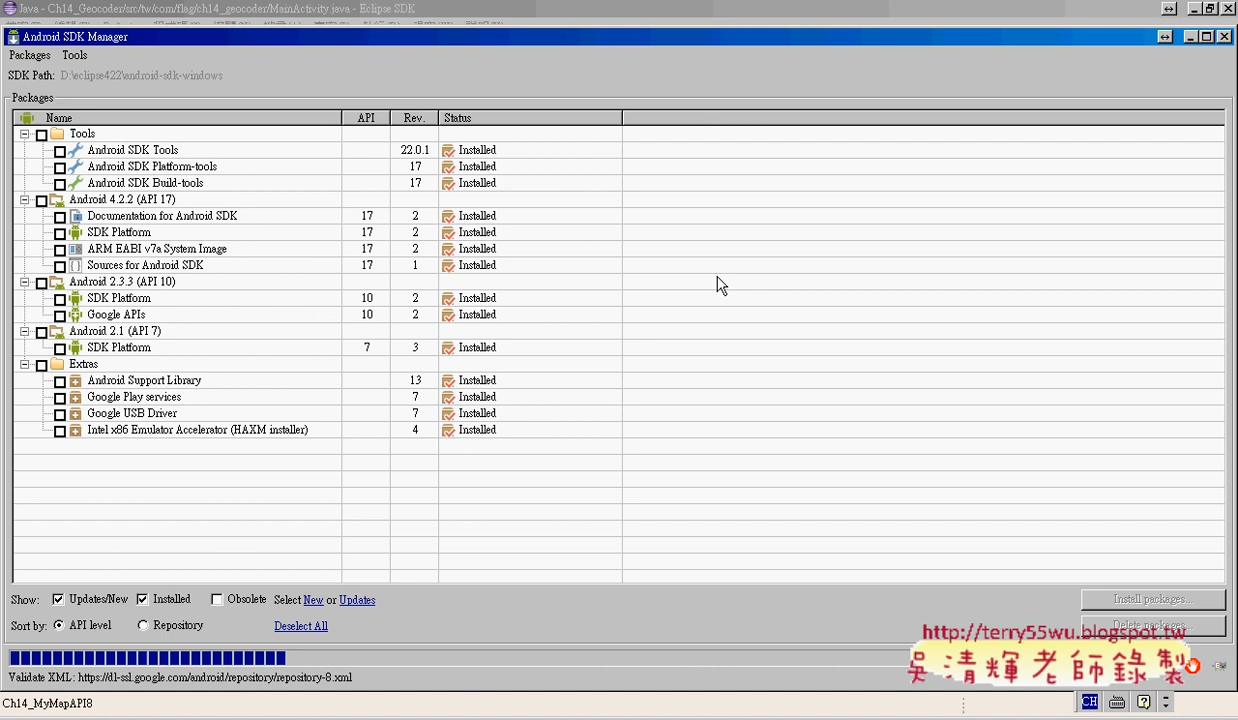 Java - Ch14_Geocoder/src/tw/com/flag/ch14_geocoder/MainActivity.java - Eclipse SDK
Android SDK Manager
Packages Tools
SDK Path: D:\eclipse422\android-sdk-windows
Packages
Name API Rev. Status
Tools
Android SDK Tools 22.0.1 Installed
Android SDK Platform-tools 17 Installed
Android SDK Build-tools 17 Installed
Android 4.2.2 (API 17)
Documentation for Android SDK 17 2 Installed
SDK Platform 17 2 Installed
ARM EABI v7a System Image 17 2 Installed
Sources for Android SDK 17 1 Installed
Android 2.3.3 (API 10)
SDK Platform 10 2 Installed
Google APIs 10 2 Installed
Android 2.1 (API 7)
SDK Platform 7 3 Installed
Extras
Android Support Library 13 Installed
Google Play services 7 Installed
Google USB Driver 7 Installed
Intel x86 Emulator Accelerator (HAXM installer) 4 Installed
Show: Updates/New Installed Obsolete Select New or Updates Install packages...
Sort by: API level Repository Deselect All Delete packages...
http://terry55wu.blogspot.tw
吳清輝老師錄製
Validate XML: https://dl-ssl.google.com/android/repository/repository-8.xml
Ch14_MyMapAPI8
CH